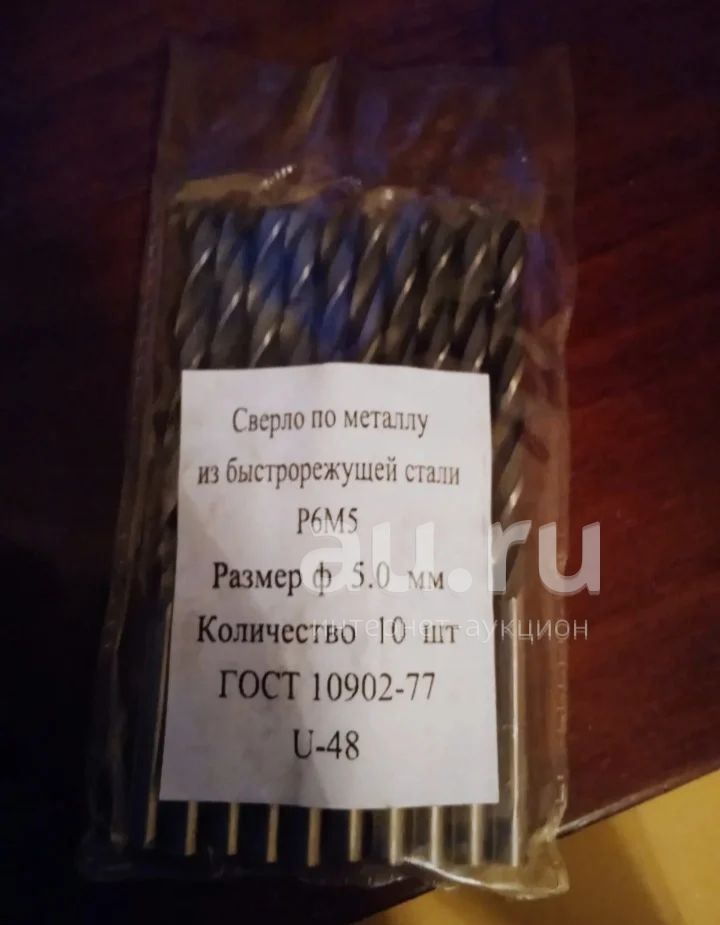 Сверло по металлу
из быстрорежущей стали
Р6М5
Размер ф 5.0 мм
Количество 10 шт
ГОСТ 10902-77
U-48
au.ru
интернет-аукцион